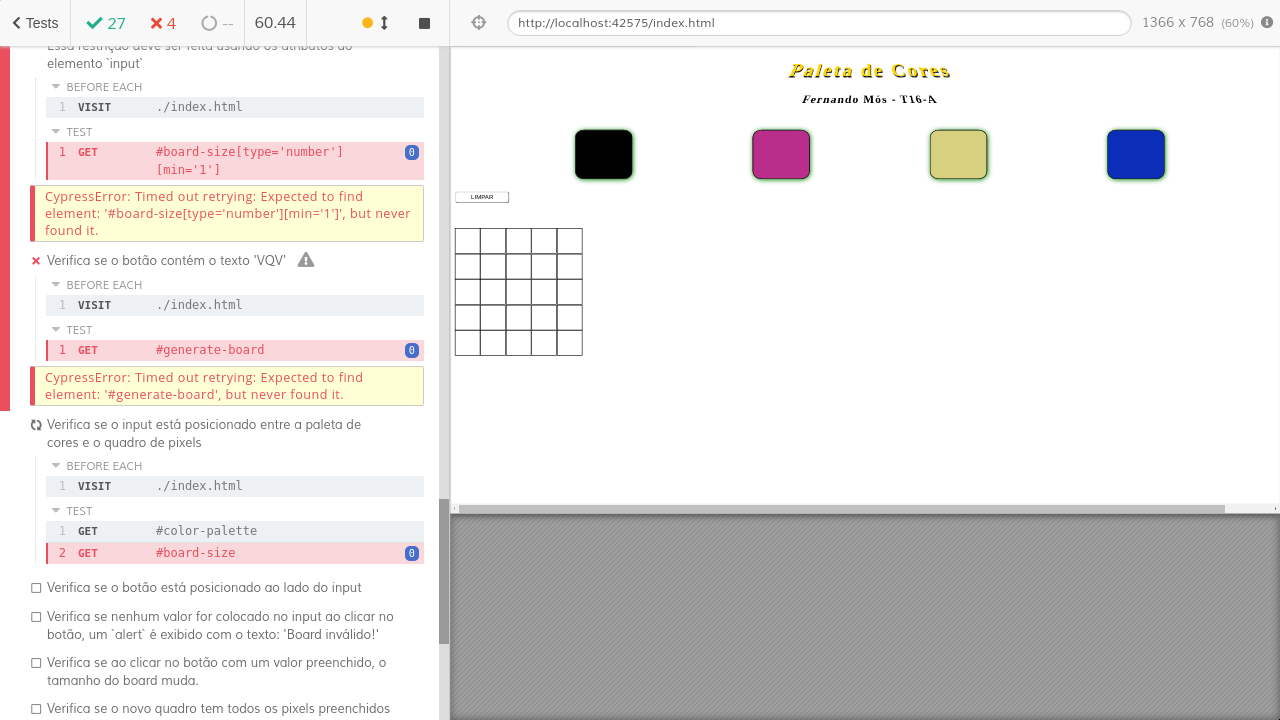 Tests
27
4
--
60.44
http://localhost:42575/index.html
1366 x 768 (60%)
Essa restrição deve ser feita usando os atributos do
elemento `input`
BEFORE EACH
1 VISIT ./index.html
TEST
1 GET #board-size[type='number']
[min='1'] 0
CypressError: Timed out retrying: Expected to find
element: '#board-size[type='number'][min='1']', but never
found it.
Verifica se o botão contém o texto 'VQV'
BEFORE EACH
1 VISIT ./index.html
TEST
1 GET #generate-board 0
CypressError: Timed out retrying: Expected to find
element: '#generate-board', but never found it.
Verifica se o input está posicionado entre a paleta de
cores e o quadro de pixels
BEFORE EACH
1 VISIT ./index.html
TEST
1 GET #color-palette
2 GET #board-size 0
Verifica se o botão está posicionado ao lado do input
Verifica se nenhum valor for colocado no input ao clicar no
botão, um `alert` é exibido com o texto: 'Board inválido!'
Verifica se ao clicar no botão com um valor preenchido, o
tamanho do board muda.
Verifica se o novo quadro tem todos os pixels preenchidos
Paleta de Cores
Fernando Mós - T16-A
LIMPAR